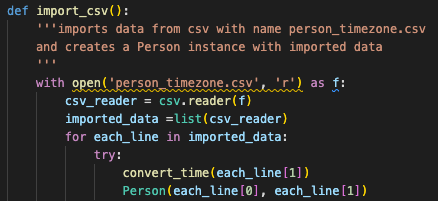 def import_csv():
    '''imports data from csv with name person_timezone.csv
    and creates a Person instance with imported data
    '''
    with open('person_timezone.csv', 'r') as f:
        csv_reader = csv.reader(f)
        imported_data =list(csv_reader)
        for each_line in imported_data:
            try:
                convert_time(each_line[1])
                Person(each_line[0], each_line[1])